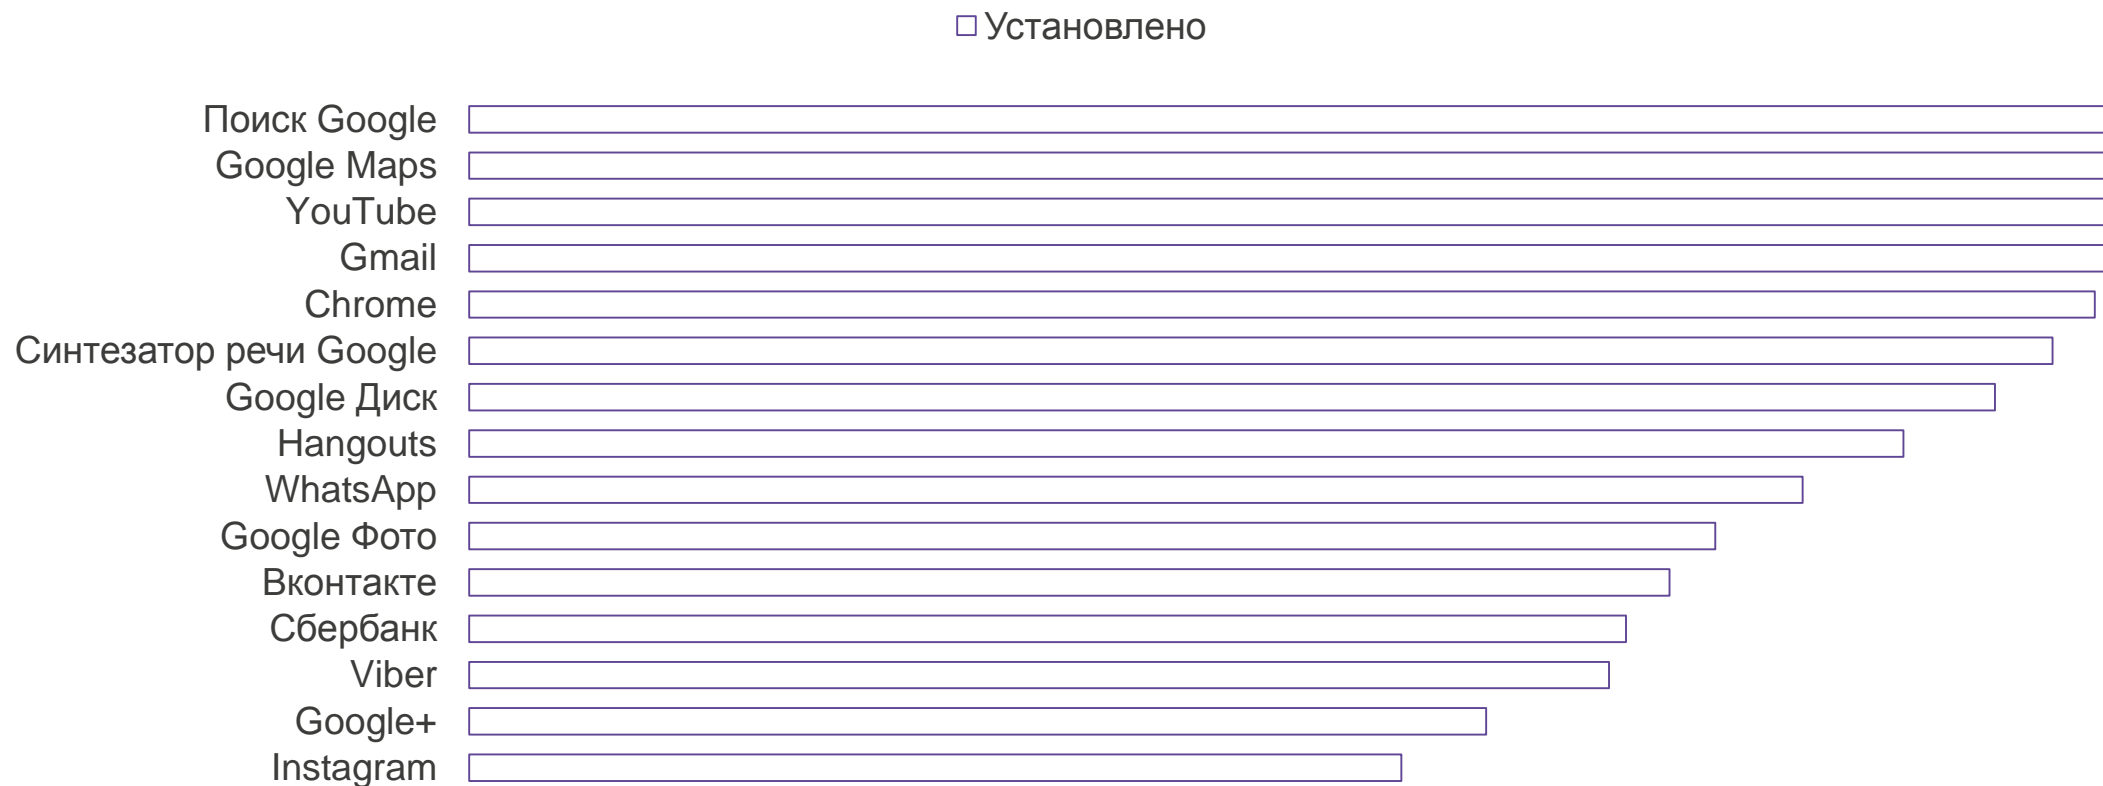 Установлено
Поиск Google
Google Maps
YouTube
Gmail
Chrome
Синтезатор речи Google
Google Диск
Hangouts
WhatsApp
Google Фото
Вконтакте
Сбербанк
Viber
Google+
Instagram